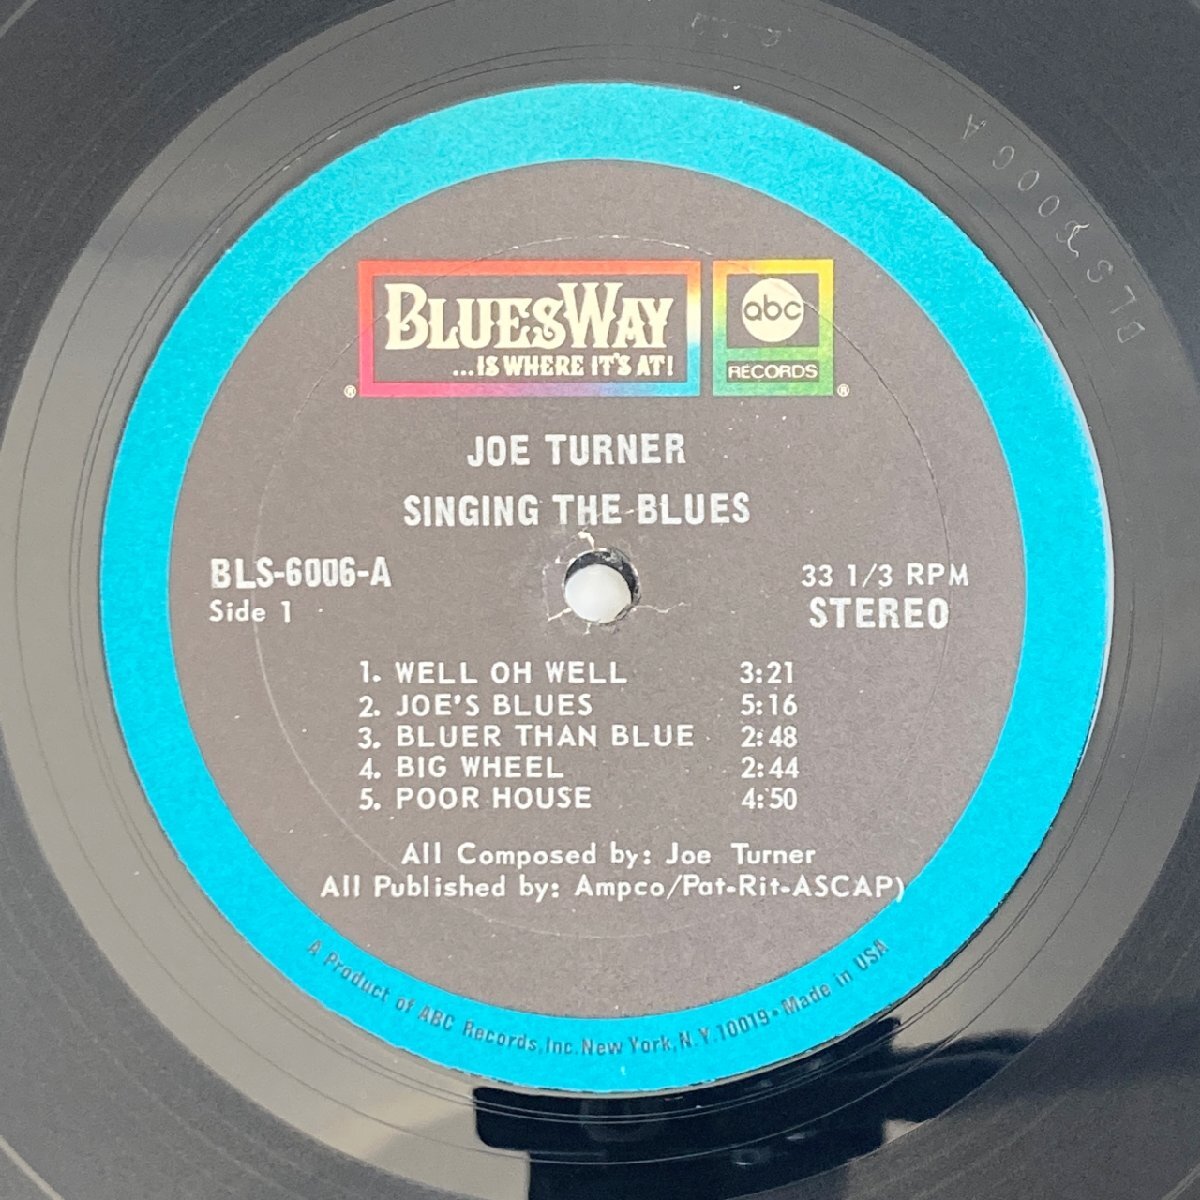 BLUESWAY
...IS WHERE IT'S AT!
abc
RECORDS
®
®
JOE TURNER
SINGING THE BLUES
BLS-6006-A
Side 1
33 1/3 RPM
STEREO
1. WELL OH WELL 3:21
2. JOE'S BLUES 5:16
3. BLUER THAN BLUE 2:48
4. BIG WHEEL 2:44
5. POOR HOUSE 4:50
All Composed by: Joe Turner
All Published by: Ampco/Pat-Rit-ASCAP)
A Product of ABC Records, Inc. New York, N.Y. 10019 • Made in USA